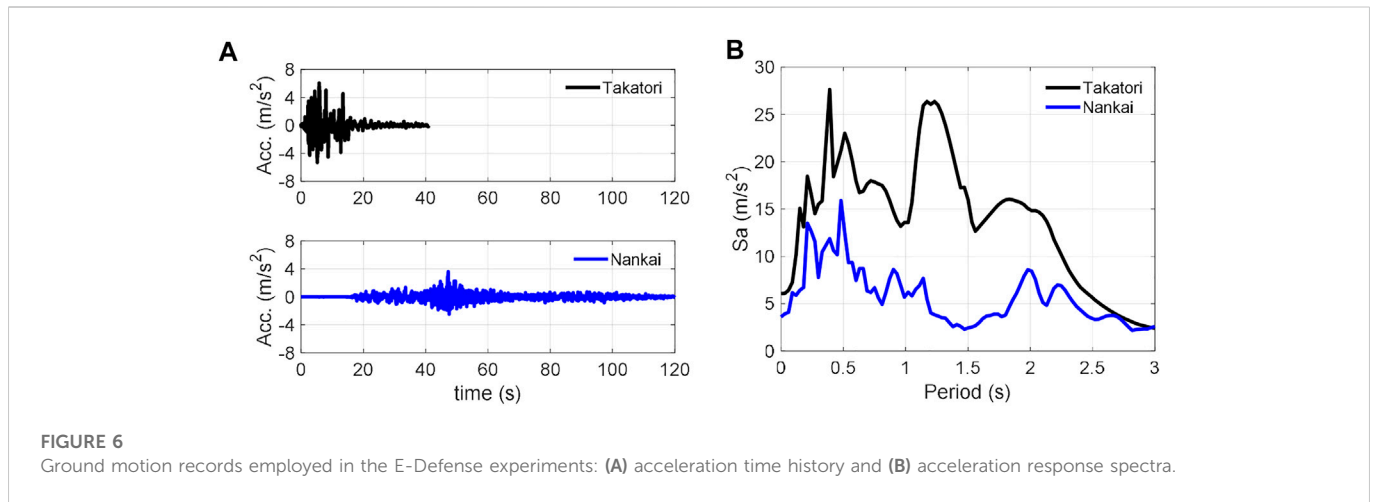 A
8
4
0
-4
-8
Acc. (m/s²)
Takatori
0 20 40 60 80 100 120
8
4
0
-4
-8
Acc. (m/s²)
Nankai
0 20 40 60 80 100 120
time (s)
B
30
25
20
15
10
5
0
Sa (m/s²)
Takatori
Nankai
0 0.5 1 1.5 2 2.5 3
Period (s)
FIGURE 6
Ground motion records employed in the E-Defense experiments: (A) acceleration time history and (B) acceleration response spectra.